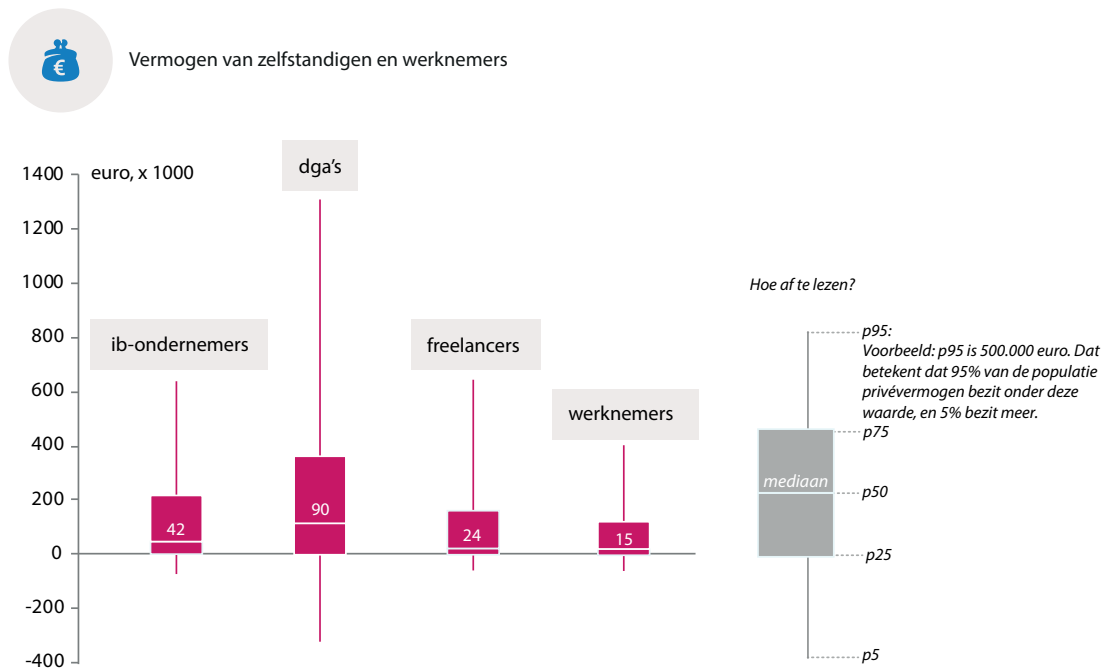 €
Vermogen van zelfstandigen en werknemers
euro, x 1000
1400
1200
1000
800
600
400
200
0
-200
-400
ib-ondernemers
42
dga's
90
freelancers
24
werknemers
15
Hoe af te lezen?
p95:
Voorbeeld: p95 is 500.000 euro. Dat
betekent dat 95% van de populatie
privévermogen bezit onder deze
waarde, en 5% bezit meer.
p75
mediaan
p50
p25
p5